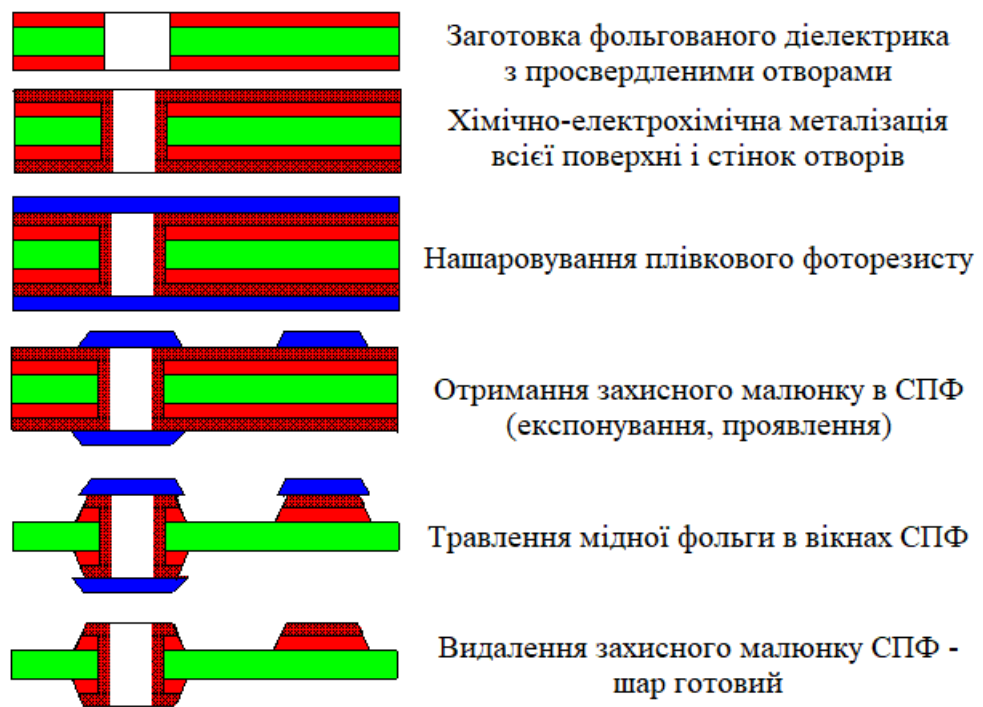 Заготовка фольгованого діелектрика
з просвердленими отворами
Хімічно-електрохімічна металізація
всієї поверхні і стінок отворів
Нашаровування плівкового фоторезисту
Отримання захисного малюнку в СПФ
(експонування, проявлення)
Травлення мідної фольги в вікнах СПФ
Видалення захисного малюнку СПФ -
шар готовий